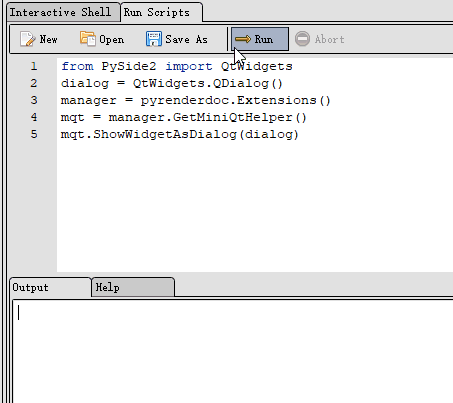 Interactive Shell Run Scripts
New Open Save As Run Abort
1 from PySide2 import QtWidgets
2 dialog = QtWidgets.QDialog()
3 manager = pyrenderdoc.Extensions()
4 mqt = manager.GetMiniQtHelper()
5 mqt.ShowWidgetAsDialog(dialog)
Output Help